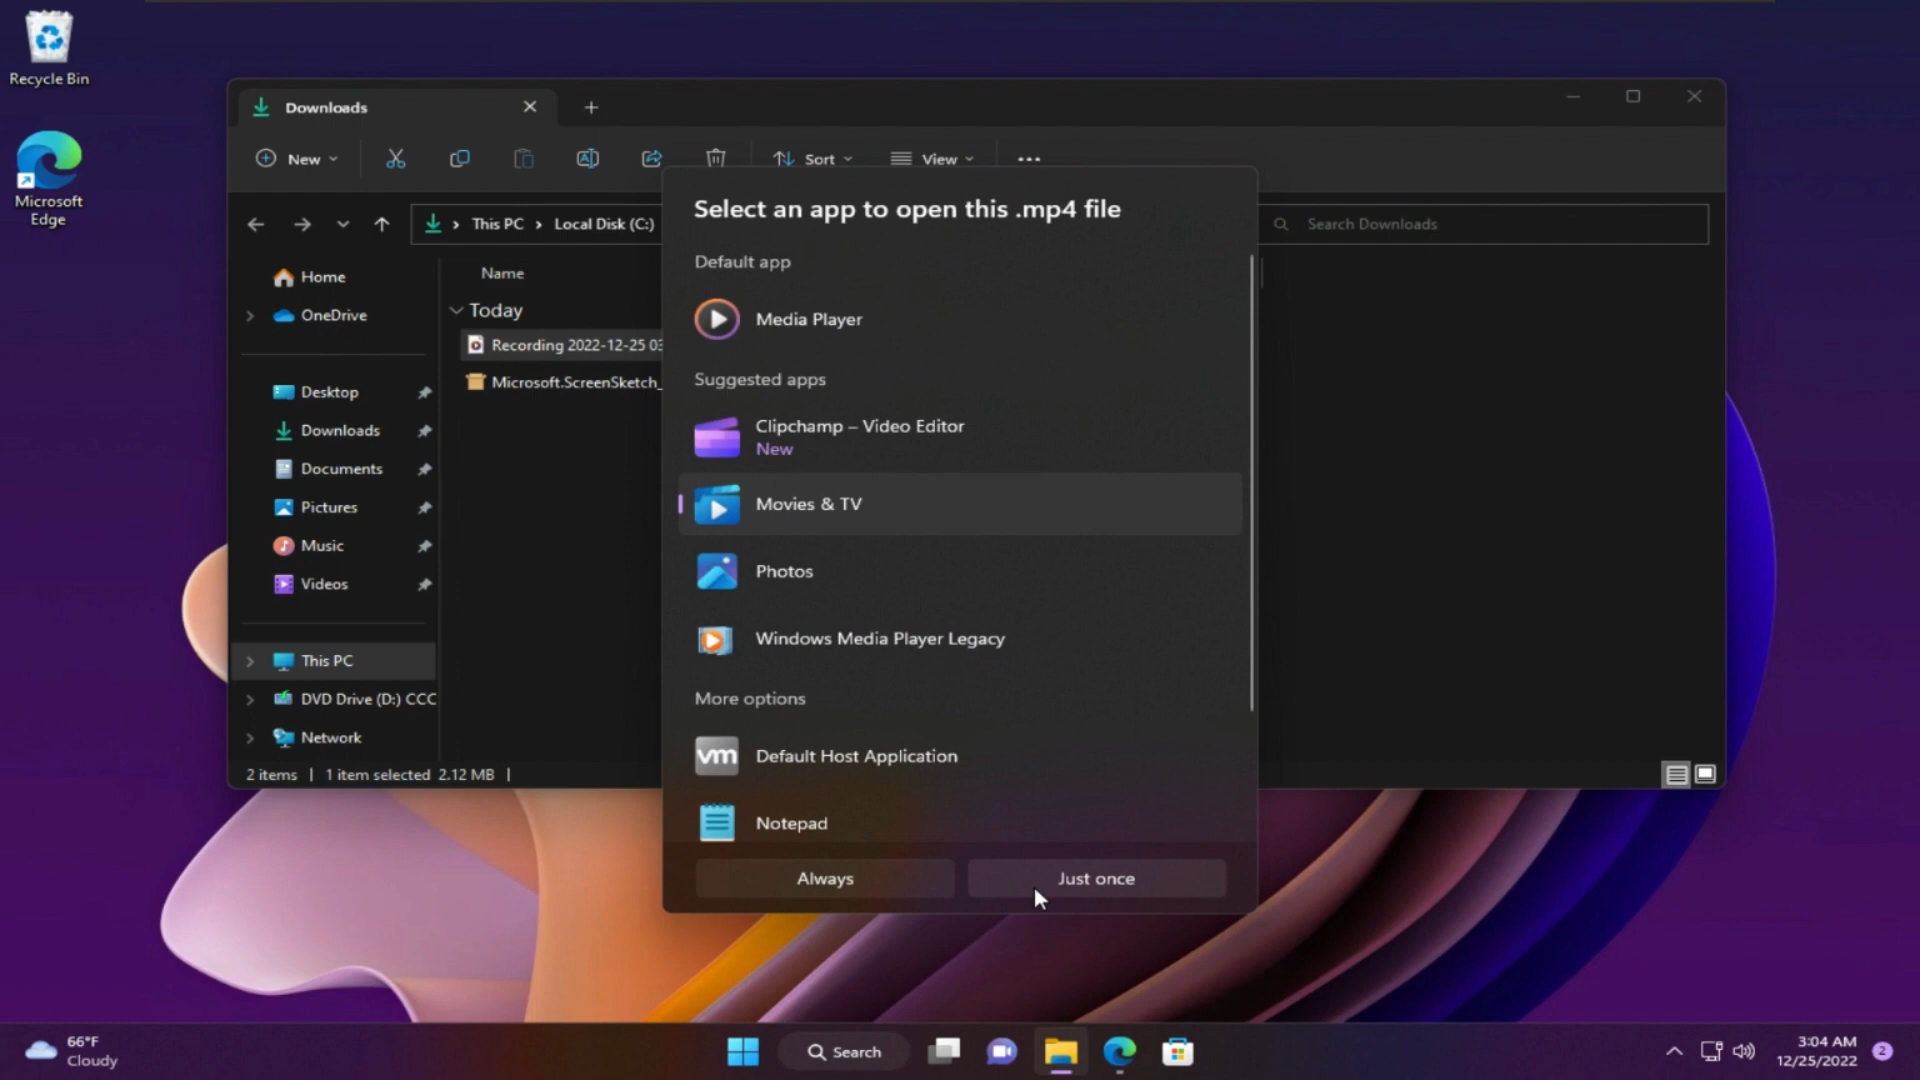 Recycle Bin
Microsoft
Edge
Downloads
New
Sort
View
Select an app to open this .mp4 file
This PC
Local Disk (C:)
Search Downloads
Home
OneDrive
Desktop
Downloads
Documents
Pictures
Music
Videos
This PC
DVD Drive (D:) CCC
Network
Name
Today
Recording 2022-12-25 03
Microsoft.ScreenSketch_
Default app
Media Player
Suggested apps
Clipchamp – Video Editor
New
Movies & TV
Photos
Windows Media Player Legacy
More options
vm
Default Host Application
Notepad
Always
Just once
2 items
1 item selected 2.12 MB
66°F
Cloudy
Search
3:04 AM
12/25/2022
2